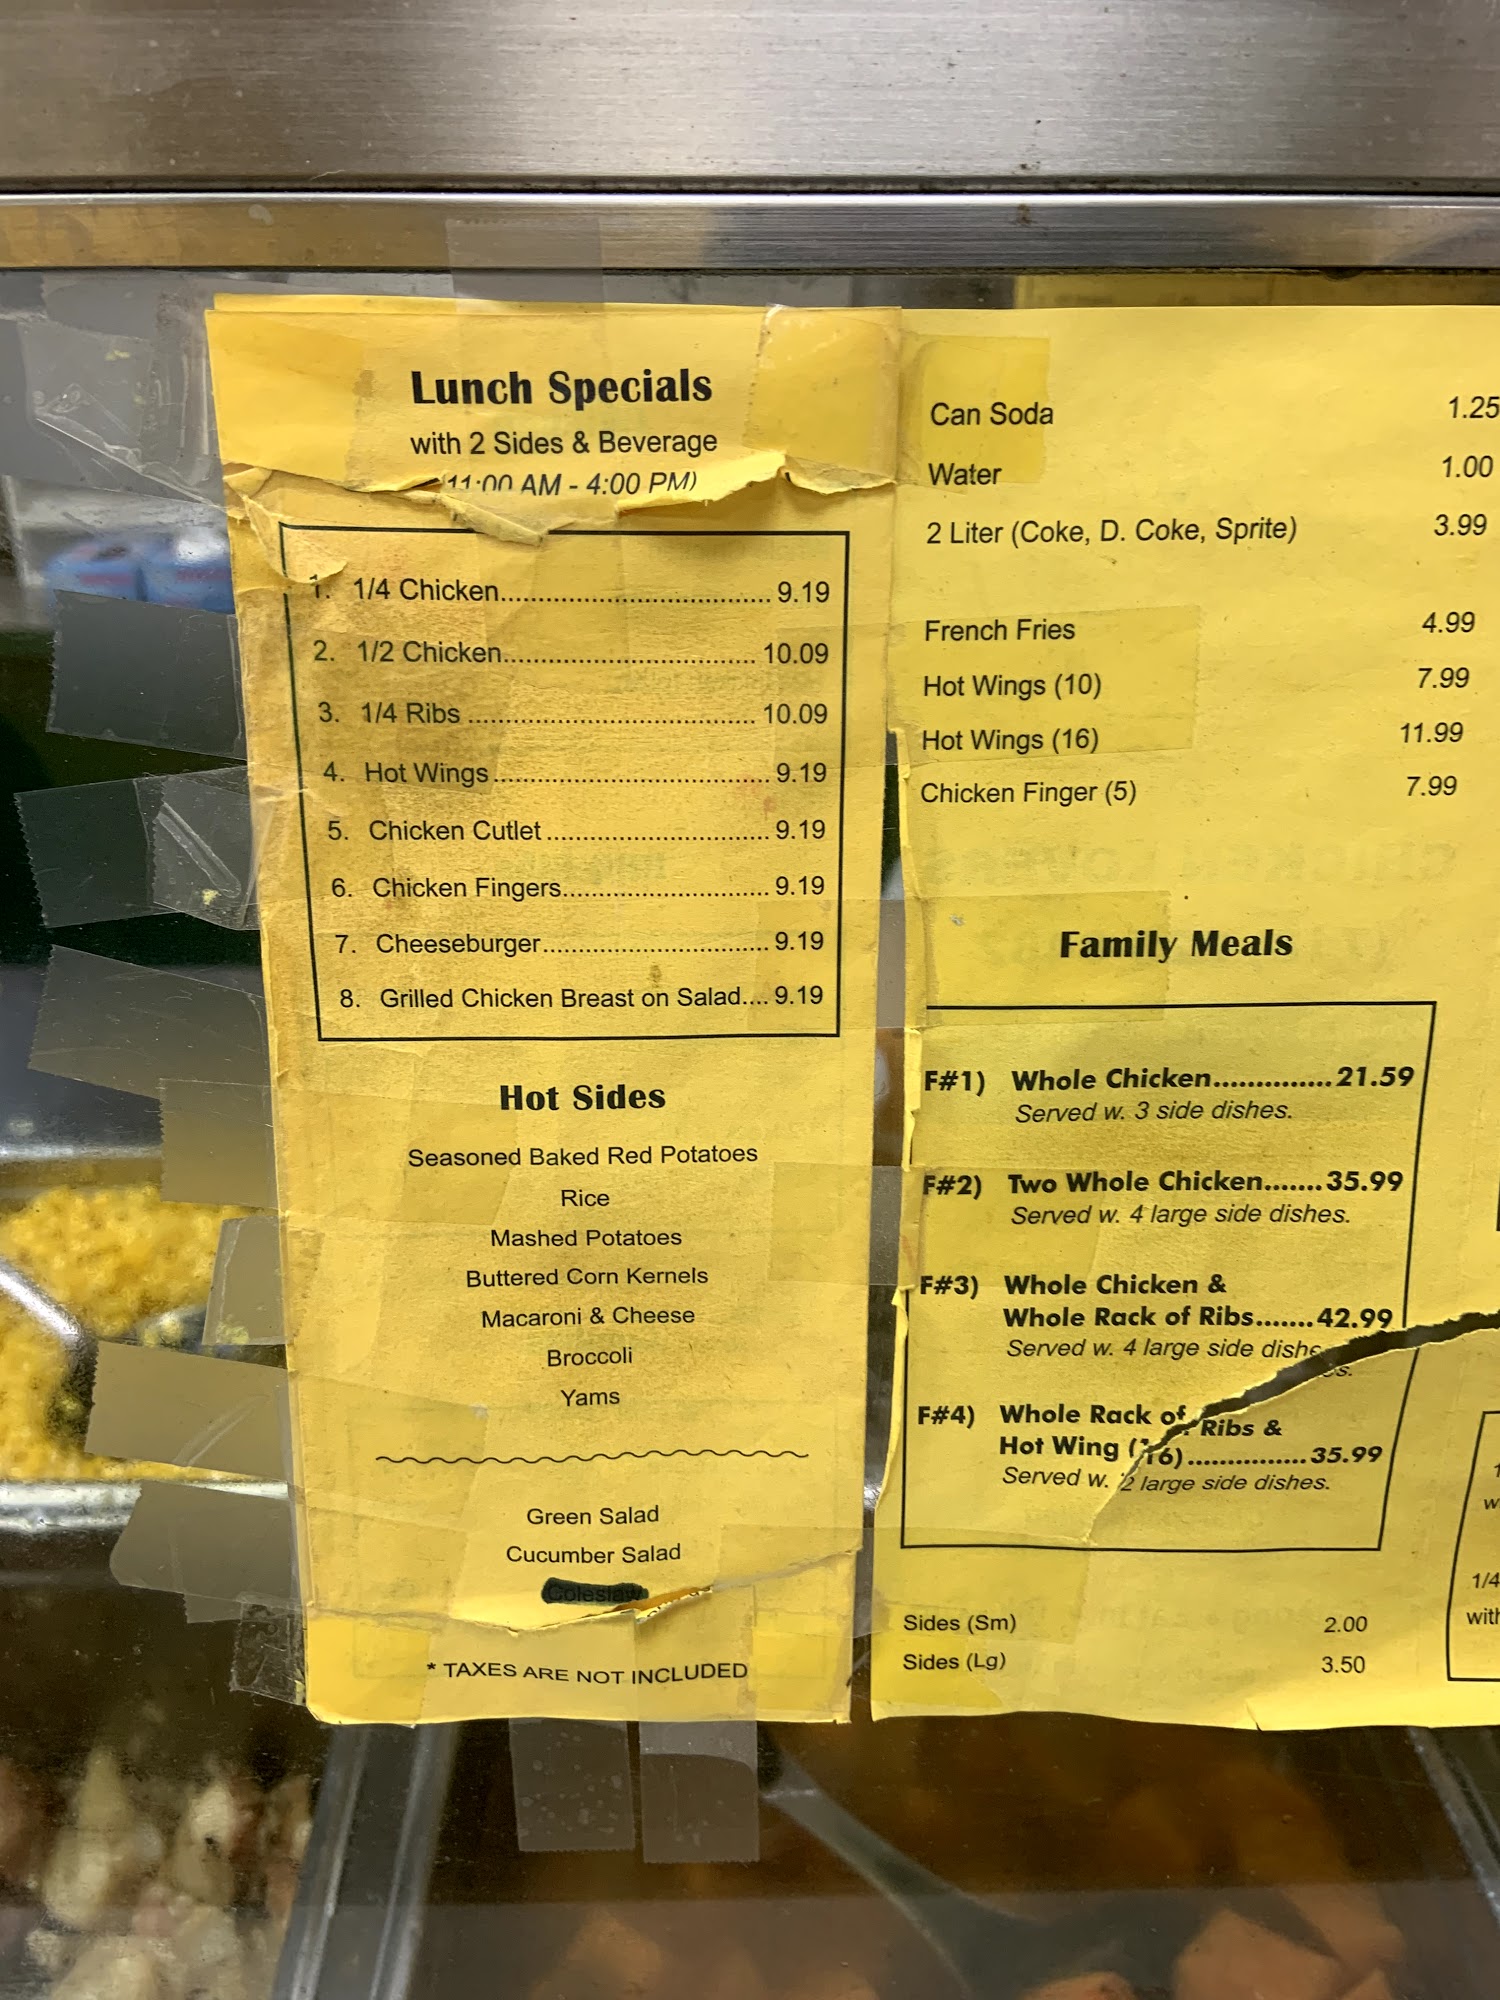 Lunch Specials
with 2 Sides & Beverage
(11:00 AM - 4:00 PM)
1. 1/4 Chicken.................................... 9.19
2. 1/2 Chicken.................................. 10.09
3. 1/4 Ribs ...................................... 10.09
4. Hot Wings..................................... 9.19
5. Chicken Cutlet.............................. 9.19
6. Chicken Fingers............................ 9.19
7. Cheeseburger............................... 9.19
8. Grilled Chicken Breast on Salad.... 9.19
Hot Sides
Seasoned Baked Red Potatoes
Rice
Mashed Potatoes
Buttered Corn Kernels
Macaroni & Cheese
Broccoli
Yams
Green Salad
Cucumber Salad
Coleslaw
* TAXES ARE NOT INCLUDED
Can Soda 1.25
Water 1.00
2 Liter (Coke, D. Coke, Sprite) 3.99
French Fries 4.99
Hot Wings (10) 7.99
Hot Wings (16) 11.99
Chicken Finger (5) 7.99
Family Meals
F#1) Whole Chicken..............21.59
Served w. 3 side dishes.
F#2) Two Whole Chicken.......35.99
Served w. 4 large side dishes.
F#3) Whole Chicken &
Whole Rack of Ribs.......42.99
Served w. 4 large side dishes.
F#4) Whole Rack of Ribs &
Hot Wing (16)...............35.99
Served w. 2 large side dishes.
Sides (Sm) 2.00
Sides (Lg) 3.50
1/4
with